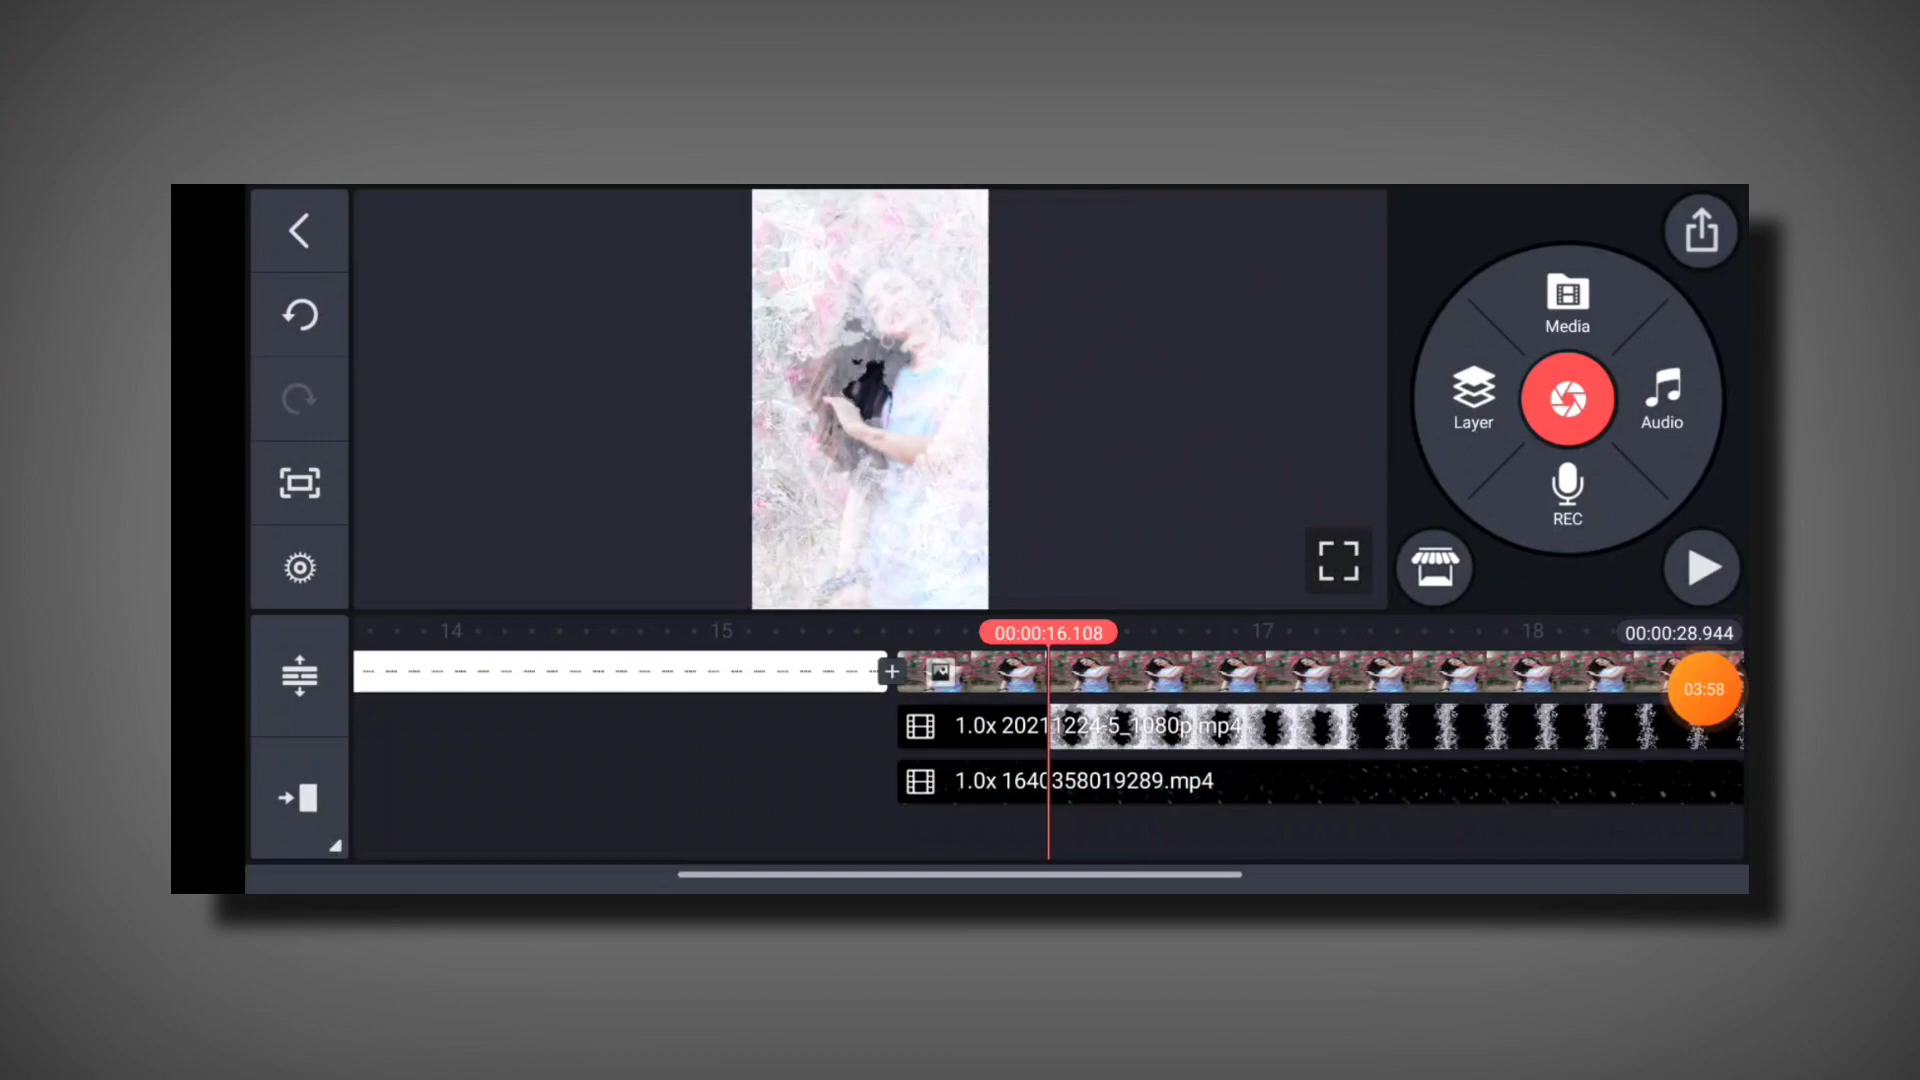 Media
Layer
Audio
REC
14
15
00:00:16.108
17
18
00:00:28.944
03:58
1.0x 20211224-5_1080p.mp4
1.0x 1640358019289.mp4